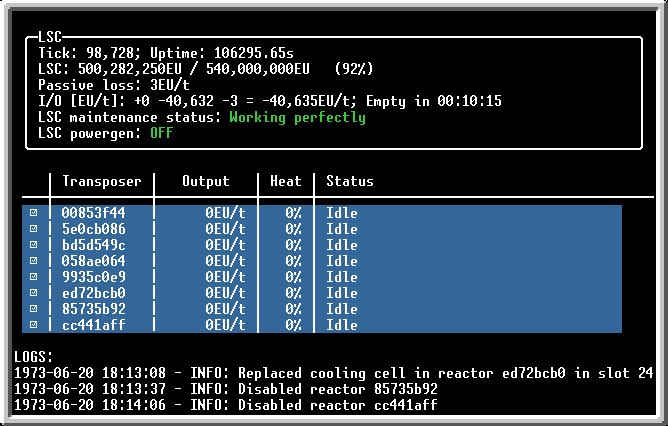 LSC
Tick: 98,728; Uptime: 106295.65s
LSC: 500,282,250EU / 540,000,000EU (92%)
Passive loss: 3EU/t
I/O [EU/t]: +0 -40,632 -3 = -40,635EU/t; Empty in 00:10:15
LSC maintenance status: Working perfectly
LSC powergen: OFF
Transposer | Output | Heat | Status
☑ | 00853f44 | 0EU/t | 0% | Idle
☑ | 5e0cb086 | 0EU/t | 0% | Idle
☑ | bd5d549c | 0EU/t | 0% | Idle
☑ | 058ae064 | 0EU/t | 0% | Idle
☑ | 9935c0e9 | 0EU/t | 0% | Idle
☑ | ed72bcb0 | 0EU/t | 0% | Idle
☑ | 85735b92 | 0EU/t | 0% | Idle
☑ | cc441aff | 0EU/t | 0% | Idle
LOGS:
1973-06-20 18:13:08 - INFO: Replaced cooling cell in reactor ed72bcb0 in slot 24
1973-06-20 18:13:37 - INFO: Disabled reactor 85735b92
1973-06-20 18:14:06 - INFO: Disabled reactor cc441aff